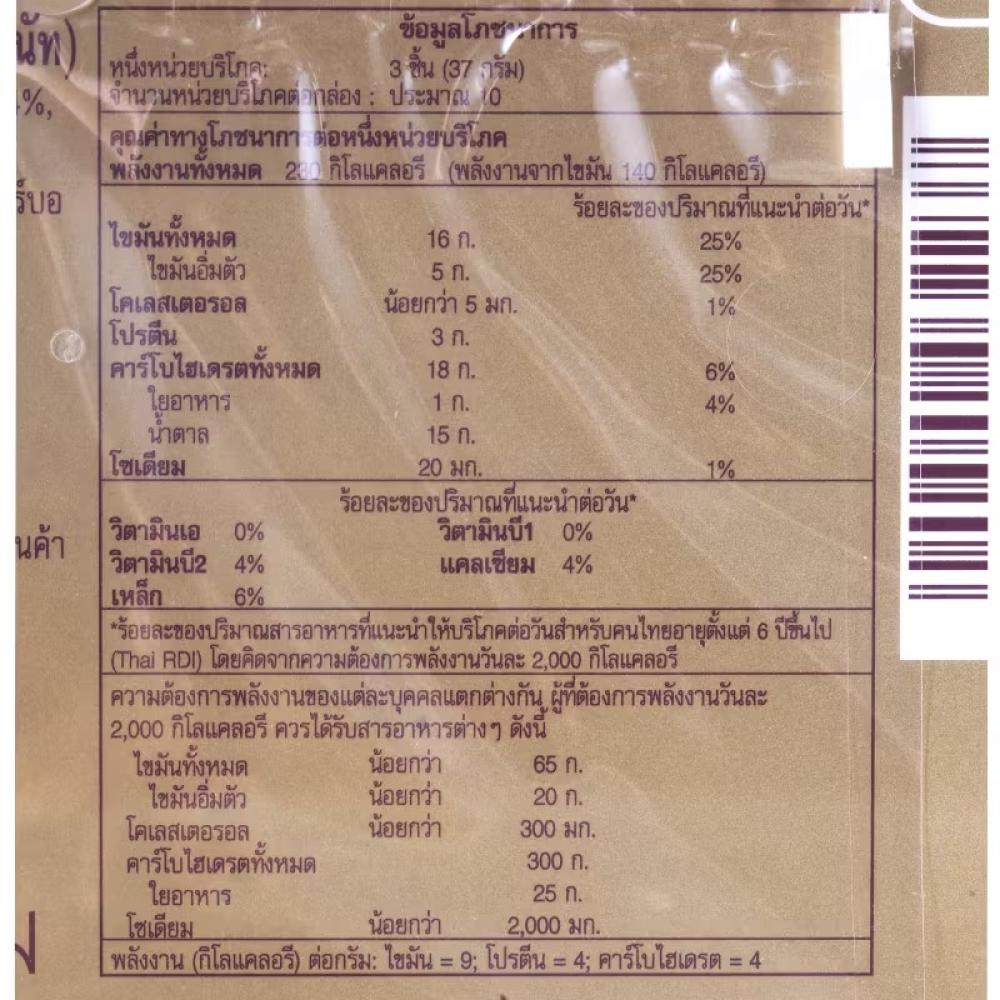 นัท)
%,
ร์บอ
นค้า
ข้อมูลโภชนาการ
หนึ่งหน่วยบริโภค: 3 ชิ้น (37 กรัม)
จำนวนหน่วยบริโภคต่อกล่อง : ประมาณ 10
คุณค่าทางโภชนาการต่อหนึ่งหน่วยบริโภค
พลังงานทั้งหมด 230 กิโลแคลอรี (พลังงานจากไขมัน 140 กิโลแคลอรี)
ร้อยละของปริมาณที่แนะนำต่อวัน*
ไขมันทั้งหมด 16 ก. 25%
ไขมันอิ่มตัว 5 ก. 25%
โคเลสเตอรอล น้อยกว่า 5 มก. 1%
โปรตีน 3 ก.
คาร์โบไฮเดรตทั้งหมด 18 ก. 6%
ใยอาหาร 1 ก. 4%
น้ำตาล 15 ก.
โซเดียม 20 มก. 1%
ร้อยละของปริมาณที่แนะนำต่อวัน*
วิตามินเอ 0% วิตามินบี1 0%
วิตามินบี2 4% แคลเซียม 4%
เหล็ก 6%
*ร้อยละของปริมาณสารอาหารที่แนะนำให้บริโภคต่อวันสำหรับคนไทยอายุตั้งแต่ 6 ปีขึ้นไป
(Thai RDI) โดยคิดจากความต้องการพลังงานวันละ 2,000 กิโลแคลอรี
ความต้องการพลังงานของแต่ละบุคคลแตกต่างกัน ผู้ที่ต้องการพลังงานวันละ
2,000 กิโลแคลอรี ควรได้รับสารอาหารต่างๆ ดังนี้
ไขมันทั้งหมด น้อยกว่า 65 ก.
ไขมันอิ่มตัว น้อยกว่า 20 ก.
โคเลสเตอรอล น้อยกว่า 300 มก.
คาร์โบไฮเดรตทั้งหมด 300 ก.
ใยอาหาร 25 ก.
โซเดียม น้อยกว่า 2,000 มก.
พลังงาน (กิโลแคลอรี) ต่อกรัม: ไขมัน = 9; โปรตีน = 4; คาร์โบไฮเดรต = 4